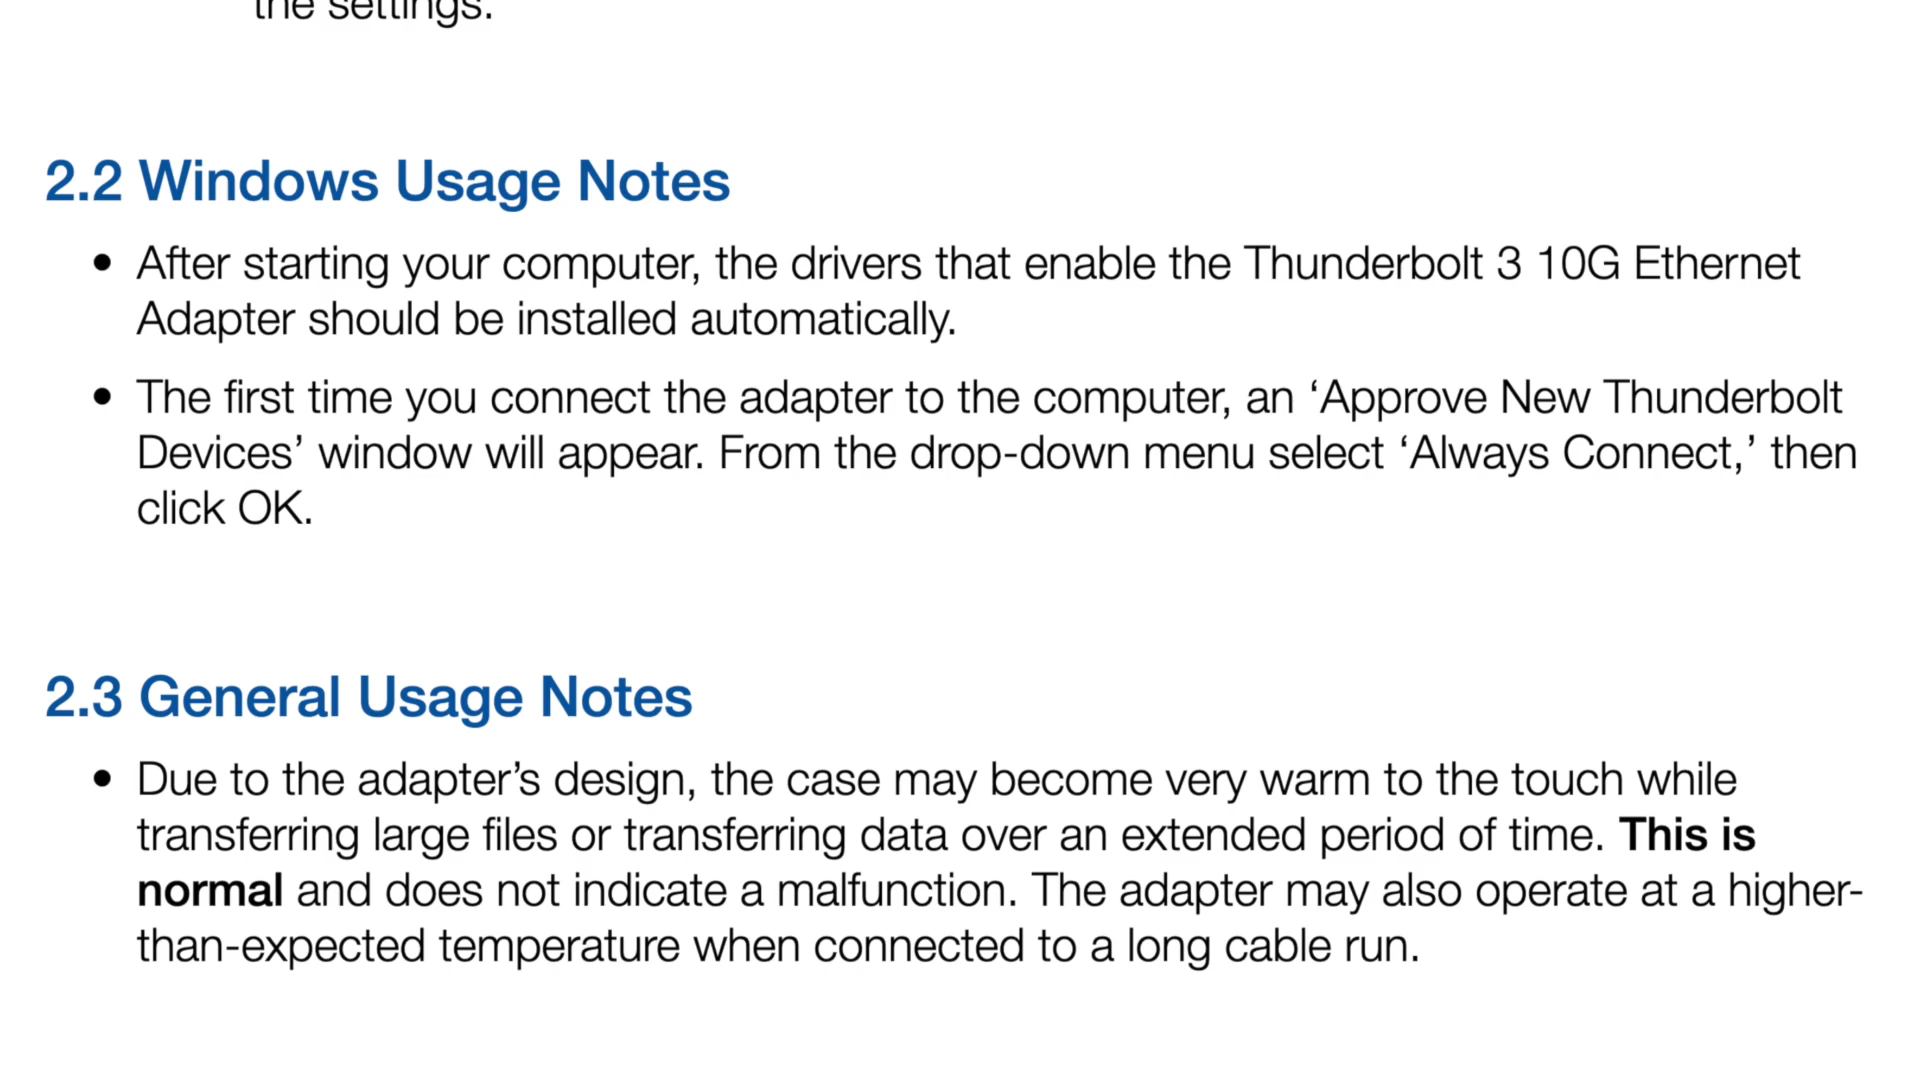 the settings.
2.2 Windows Usage Notes
• After starting your computer, the drivers that enable the Thunderbolt 3 10G Ethernet
Adapter should be installed automatically.
• The first time you connect the adapter to the computer, an ‘Approve New Thunderbolt
Devices’ window will appear. From the drop-down menu select ‘Always Connect,’ then
click OK.
2.3 General Usage Notes
• Due to the adapter’s design, the case may become very warm to the touch while
transferring large files or transferring data over an extended period of time. This is
normal and does not indicate a malfunction. The adapter may also operate at a higher-
than-expected temperature when connected to a long cable run.